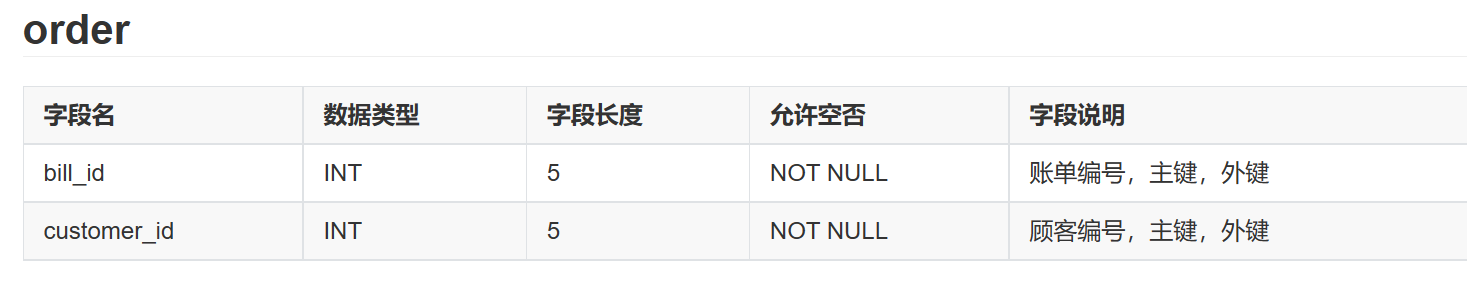 order
字段名 数据类型 字段长度 允许空否 字段说明
bill_id INT 5 NOT NULL 账单编号，主键，外键
customer_id INT 5 NOT NULL 顾客编号，主键，外键